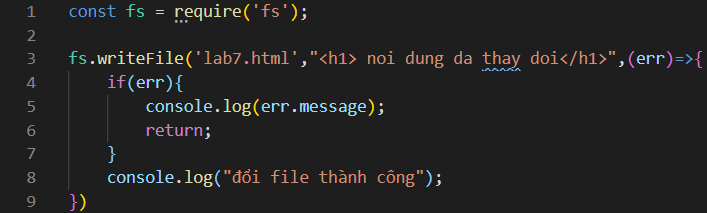 1 const fs = require('fs');
2
3 fs.writeFile('lab7.html',"<h1> noi dung da thay doi</h1>",(err)=>{
4     if(err){
5         console.log(err.message);
6         return;
7     }
8     console.log("đổi file thành công");
9 })